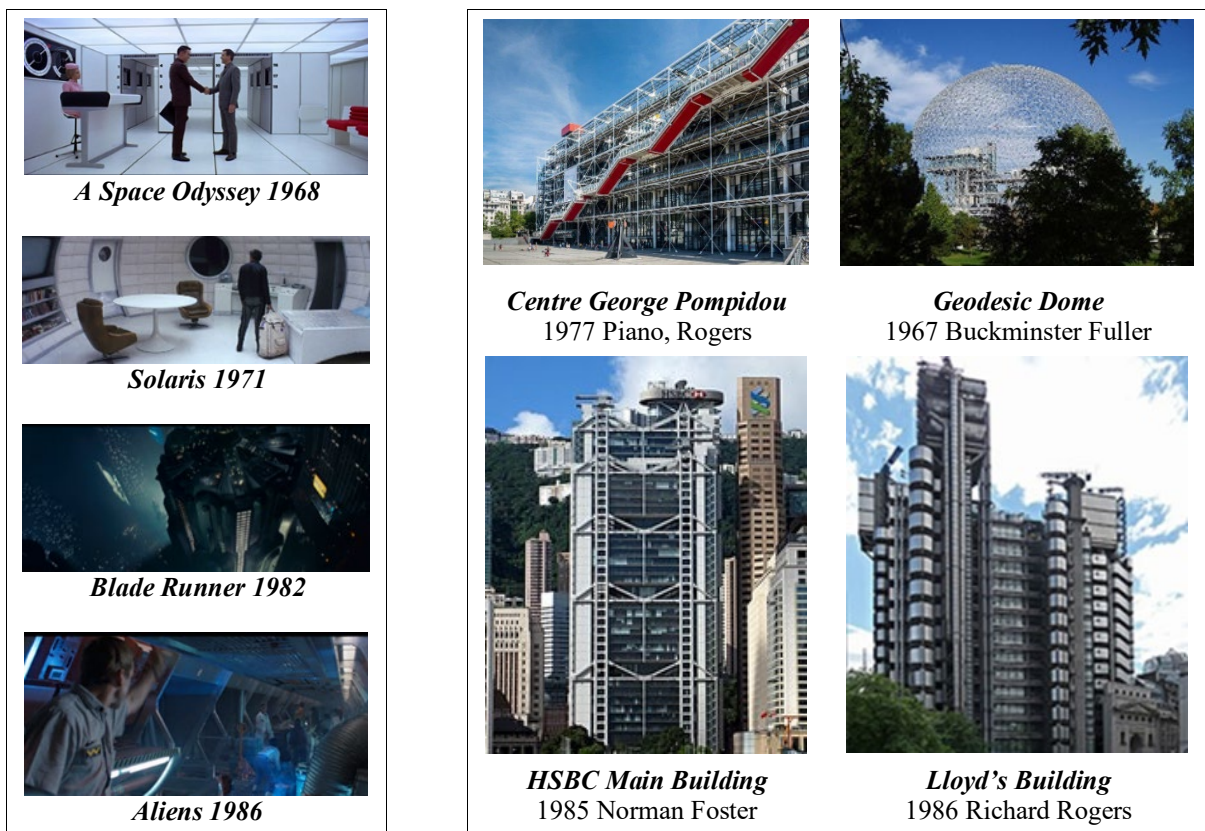 A Space Odyssey 1968
Solaris 1971
Blade Runner 1982
Aliens 1986
Centre George Pompidou
1977 Piano, Rogers
Geodesic Dome
1967 Buckminster Fuller
HSBC
HSBC Main Building
1985 Norman Foster
Lloyd's Building
1986 Richard Rogers